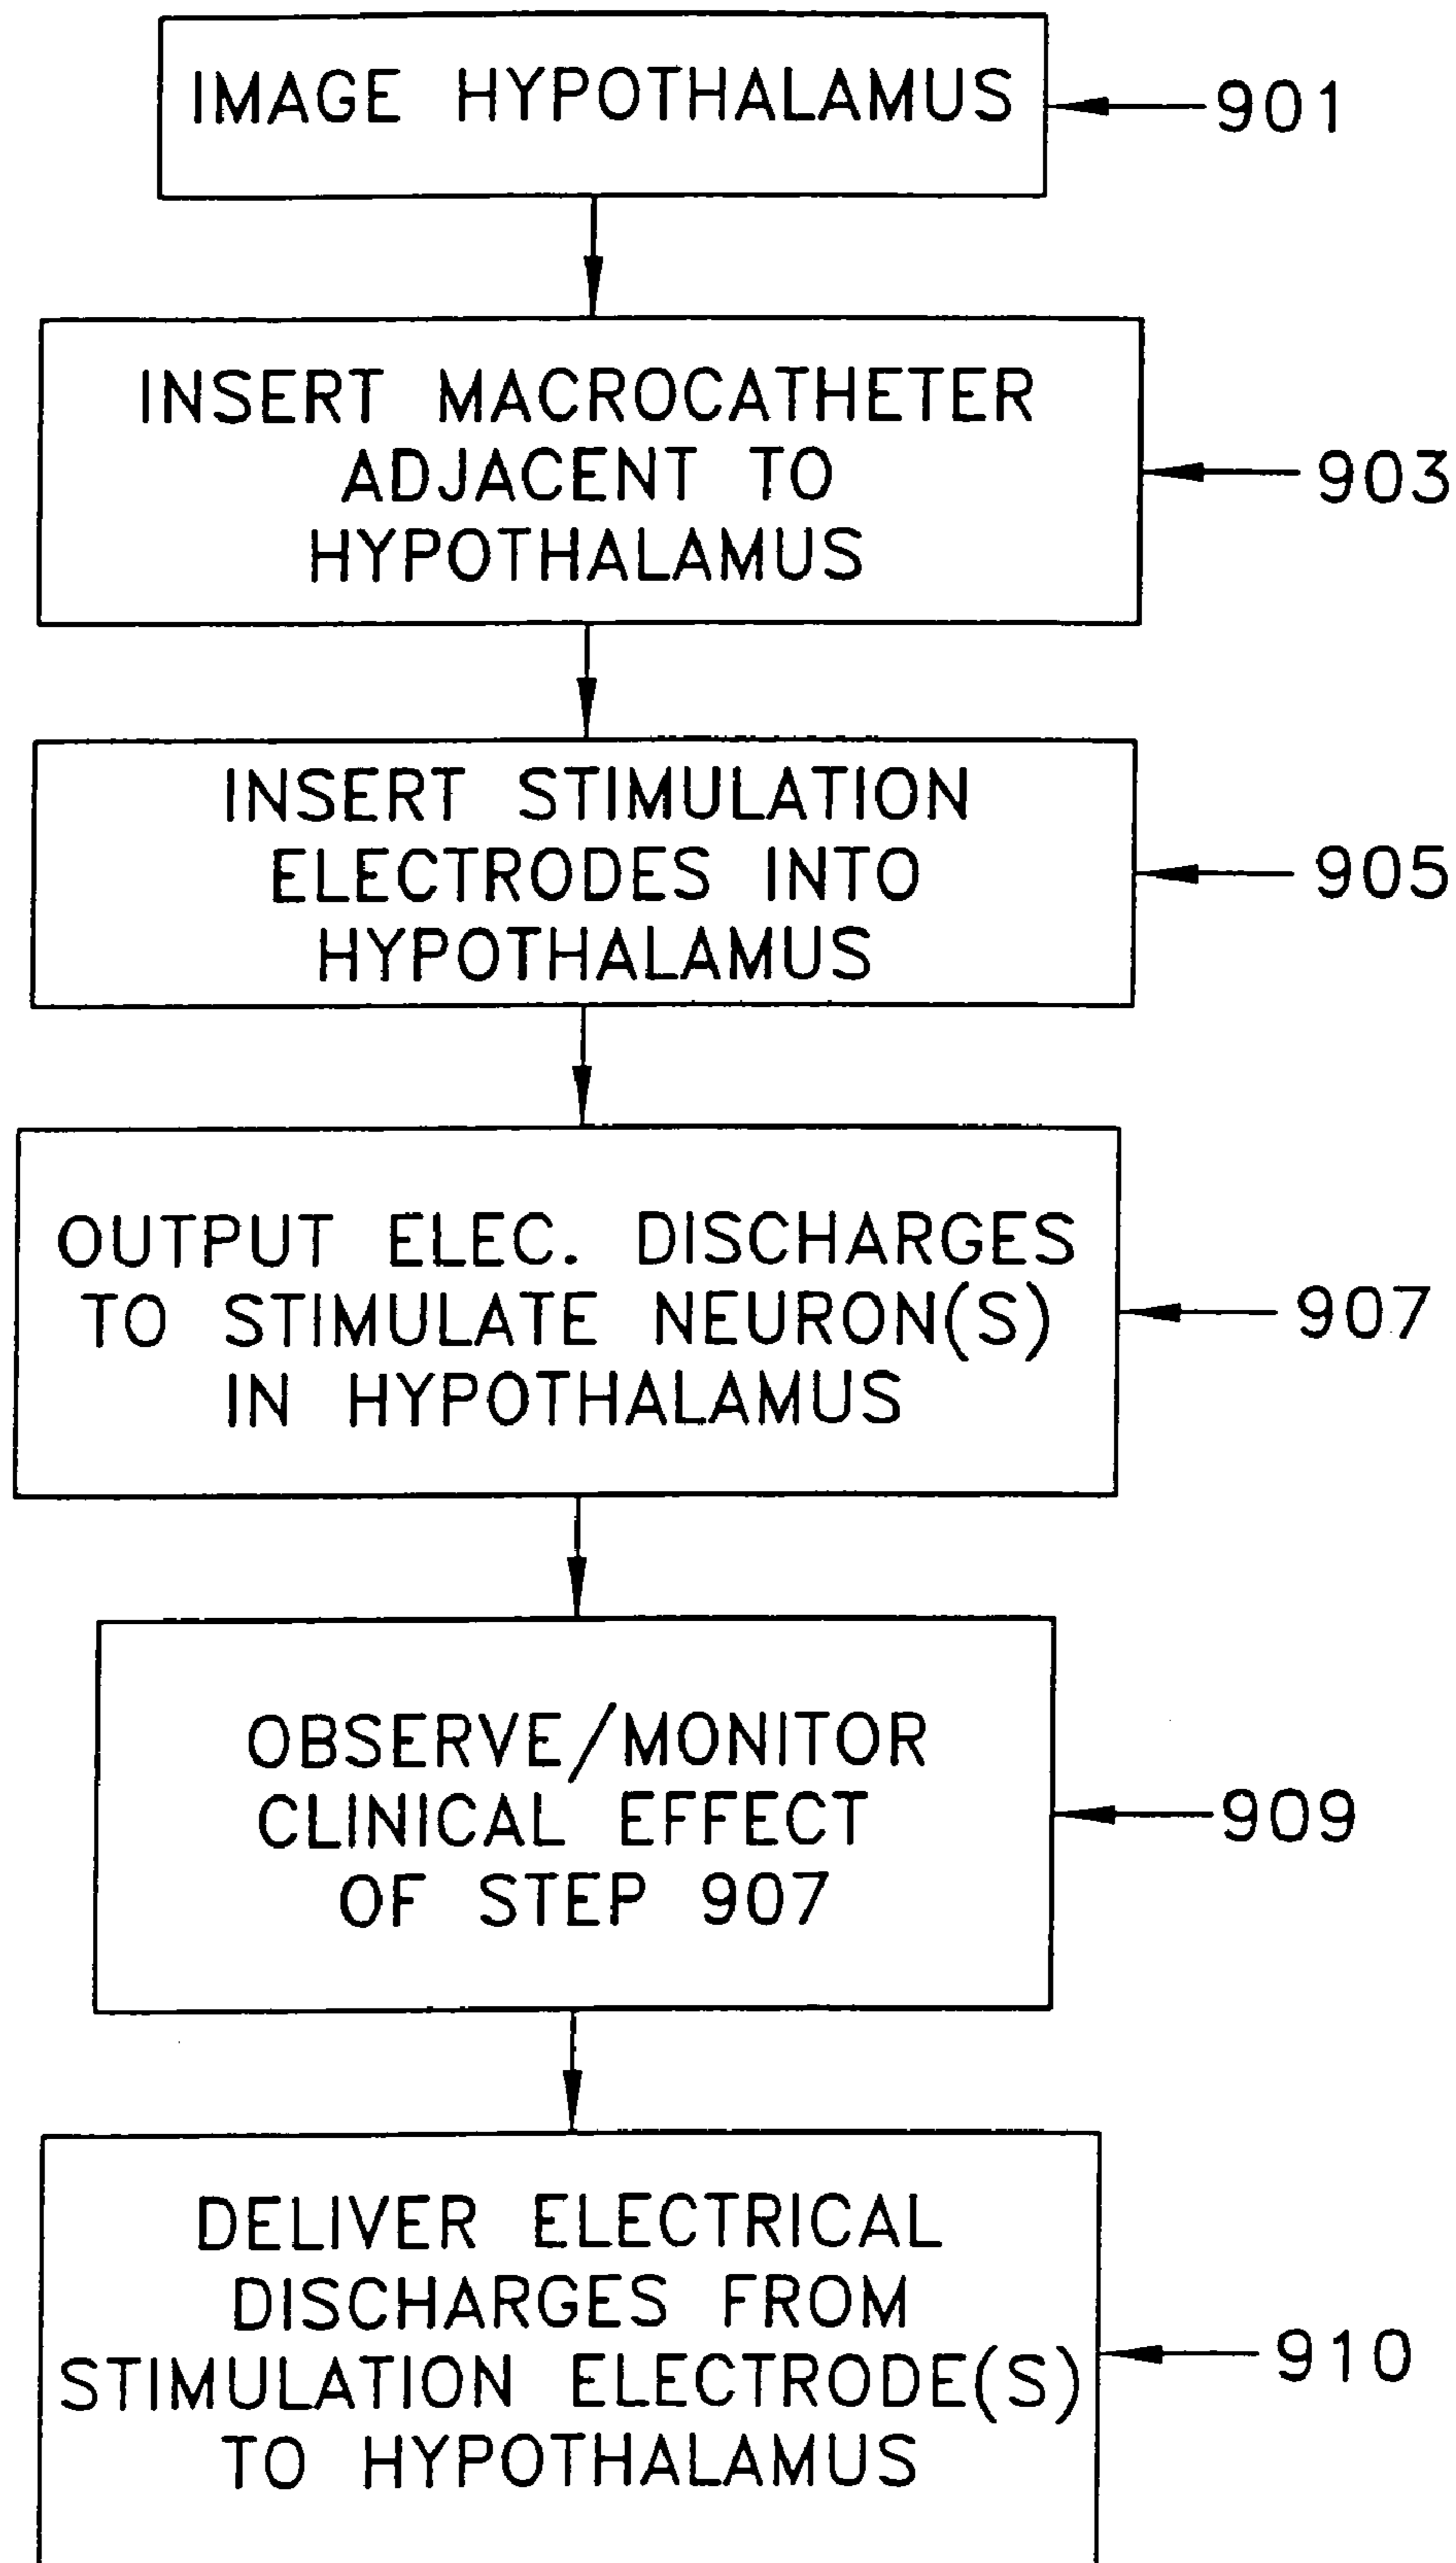 IMAGE HYPOTHALAMUS
901
INSERT MACROCATHETER
ADJACENT TO
HYPOTHALAMUS
903
INSERT STIMULATION
ELECTRODES INTO
HYPOTHALAMUS
905
OUTPUT ELEC. DISCHARGES
TO STIMULATE NEURON(S)
IN HYPOTHALAMUS
907
OBSERVE/MONITOR
CLINICAL EFFECT
OF STEP 907
909
DELIVER ELECTRICAL
DISCHARGES FROM
STIMULATION ELECTRODE(S)
TO HYPOTHALAMUS
910